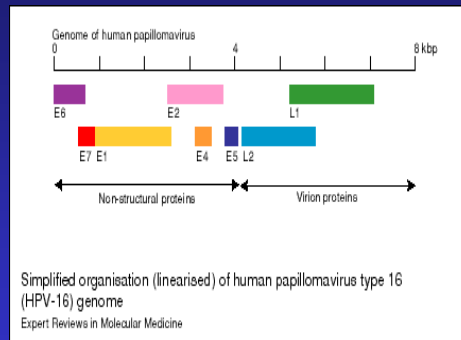 Genome of human papillomavirus
0 4 8 kbp
E6 E2 L1
E7 E1 E4 E5 L2
Non-structural proteins Virion proteins
Simplified organisation (linearised) of human papillomavirus type 16
(HPV-16) genome
Expert Reviews in Molecular Medicine